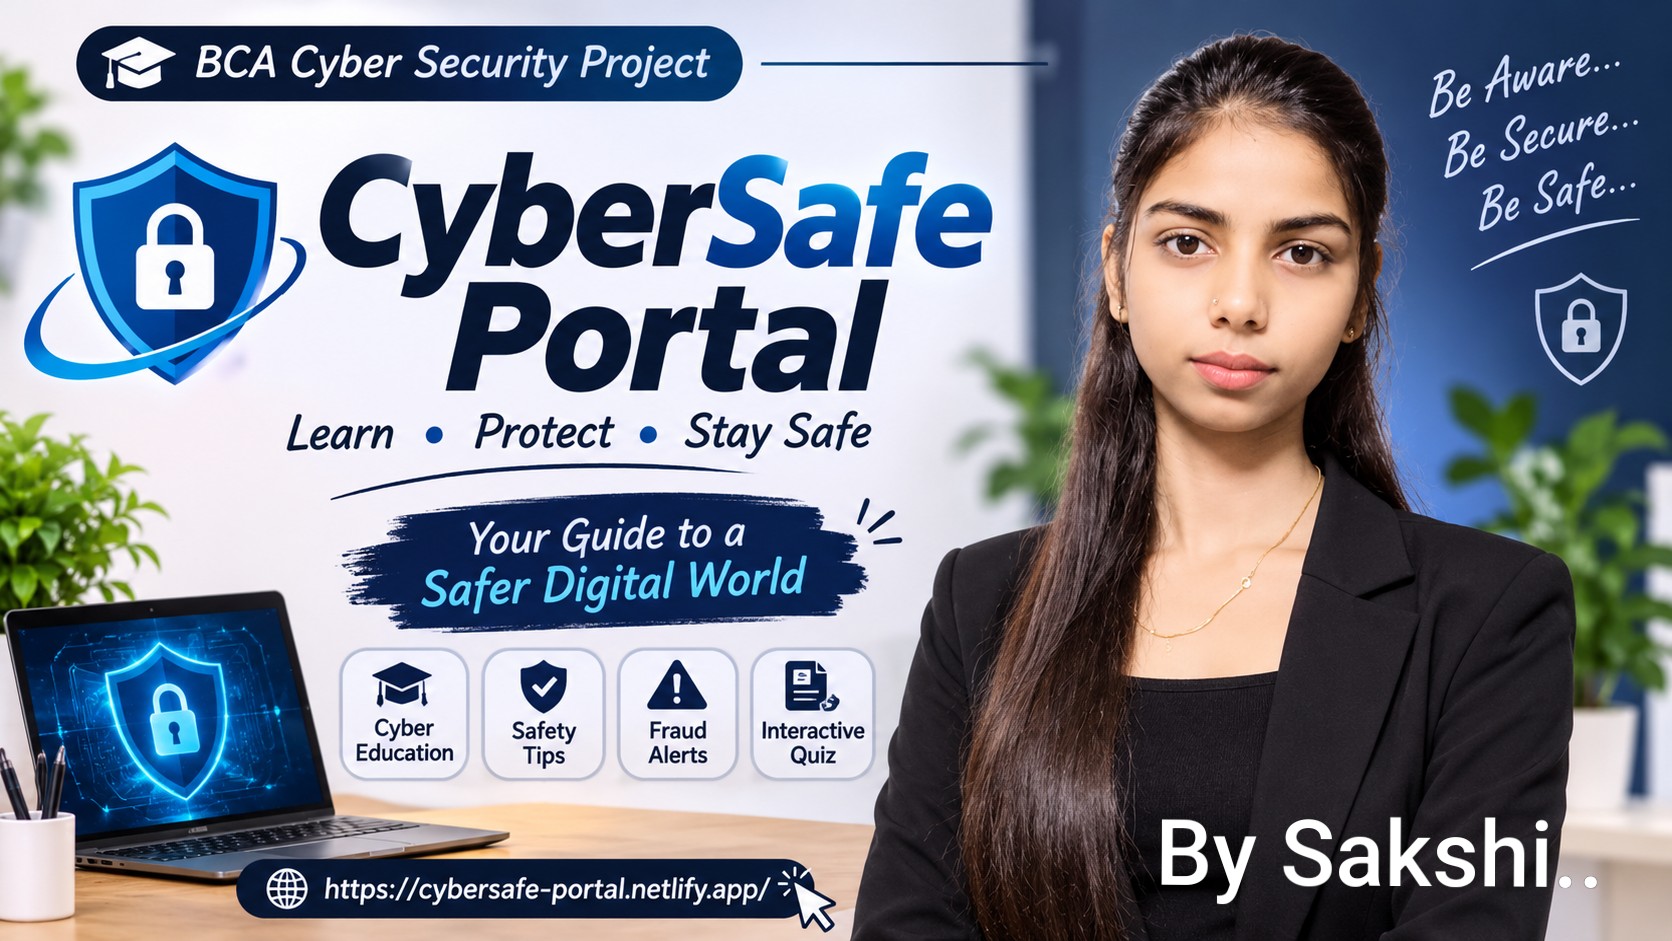 BCA Cyber Security Project
CyberSafe
Portal
Learn • Protect • Stay Safe
Your Guide to a
Safer Digital World
Cyber
Education
Safety
Tips
Fraud
Alerts
Interactive
Quiz
https://cybersafe-portal.netlify.app/
Be Aware...
Be Secure...
Be Safe...
By Sakshi..